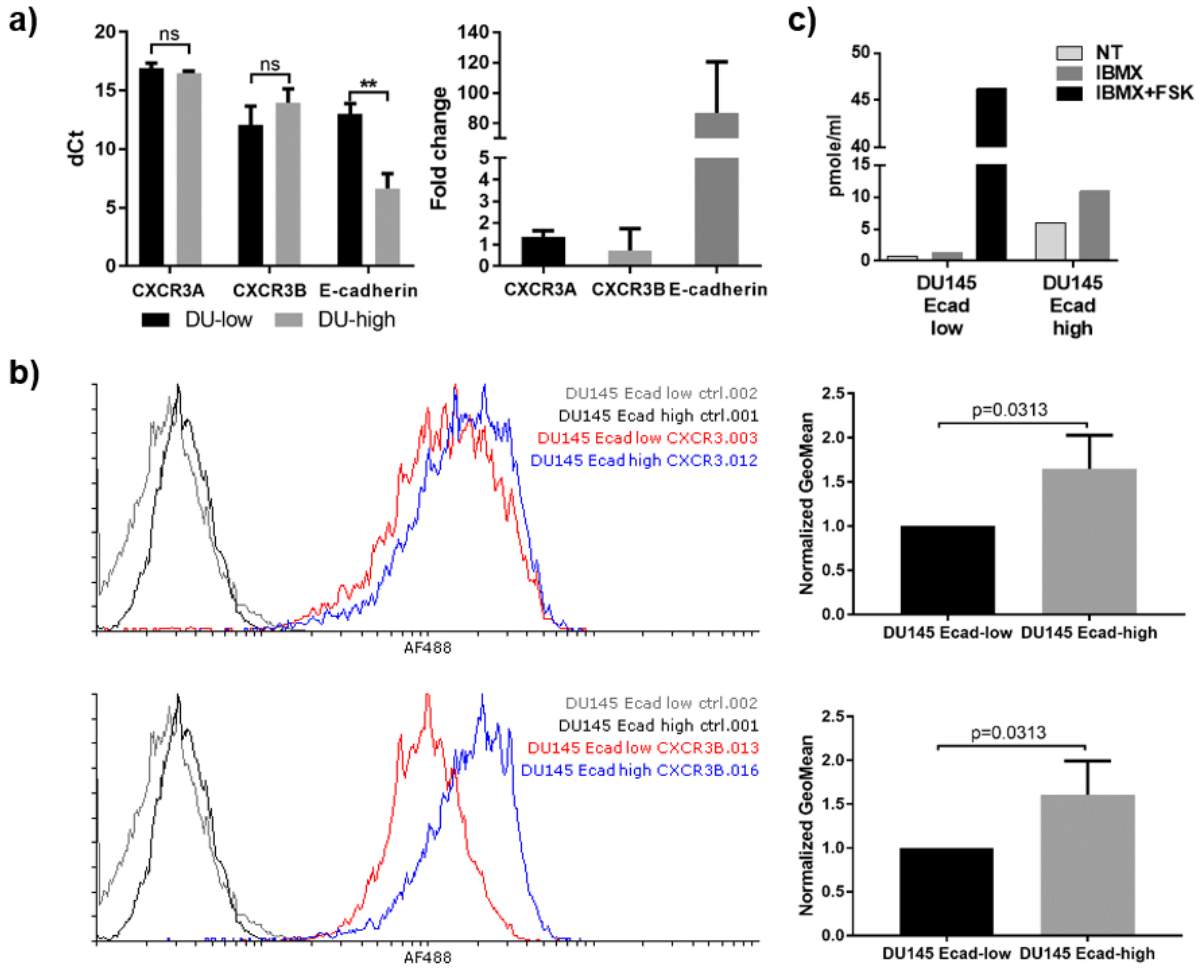 a)
20
15
10
5
0
dCt
ns
ns
**
CXCR3A CXCR3B E-cadherin
DU-low DU-high
140
120
100
80
60
5
4
3
2
1
0
Fold change
CXCR3A CXCR3B E-cadherin
c)
50
45
40
15
10
5
0
pmole/ml
NT
IBMX
IBMX+FSK
DU145 DU145
Ecad Ecad
low high
b)
DU145 Ecad low ctrl.002
DU145 Ecad high ctrl.001
DU145 Ecad low CXCR3.003
DU145 Ecad high CXCR3.012
AF488
2.5
2.0
1.5
1.0
0.5
0.0
Normalized GeoMean
p=0.0313
DU145 Ecad-low DU145 Ecad-high
DU145 Ecad low ctrl.002
DU145 Ecad high ctrl.001
DU145 Ecad low CXCR3B.013
DU145 Ecad high CXCR3B.016
AF488
2.5
2.0
1.5
1.0
0.5
0.0
Normalized GeoMean
p=0.0313
DU145 Ecad-low DU145 Ecad-high